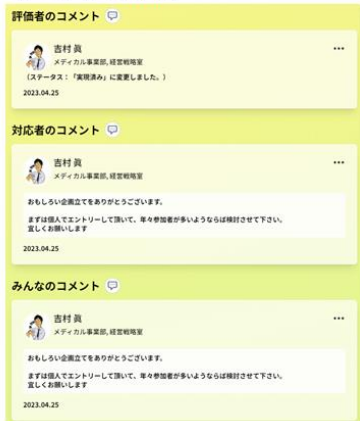 評価者のコメント
吉村 眞
メディカル事業部, 経営戦略室
(ステータス：「実現済み」に変更しました。)
2023.04.25
対応者のコメント
吉村 眞
メディカル事業部, 経営戦略室
おもしろい企画立てをありがとうございます。
まずは個人でエントリーして頂いて、年々参加者が多いようならば検討させて下さい。
宜しくお願いします
2023.04.25
みんなのコメント
吉村 眞
メディカル事業部, 経営戦略室
おもしろい企画立てをありがとうございます。
まずは個人でエントリーして頂いて、年々参加者が多いようならば検討させて下さい。
宜しくお願いします
2023.04.25